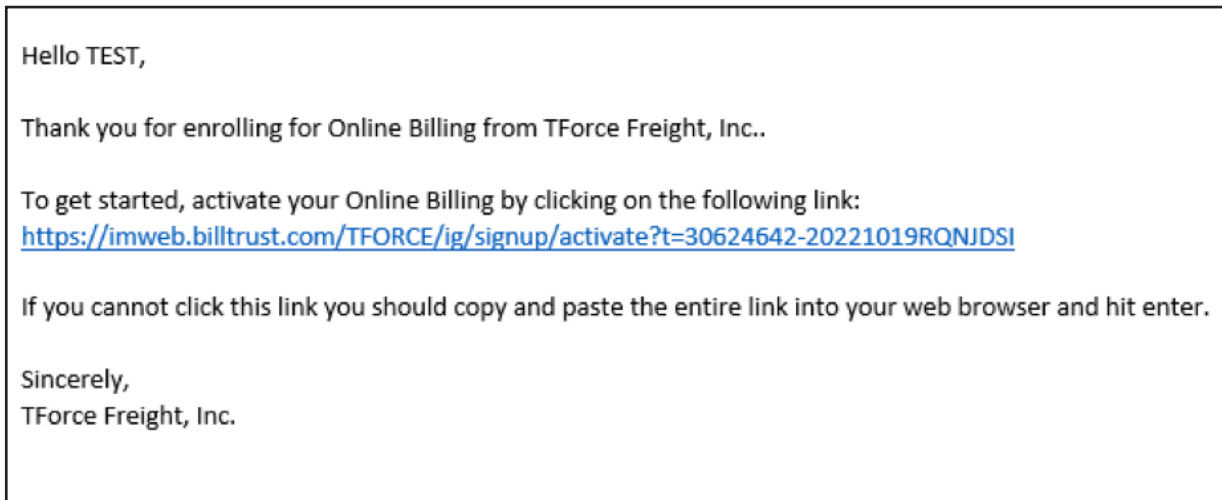 Hello TEST,
Thank you for enrolling for Online Billing from TForce Freight, Inc..
To get started, activate your Online Billing by clicking on the following link:
https://imweb.billtrust.com/TFORCE/ig/signup/activate?t=30624642-20221019RQNJDSI
If you cannot click this link you should copy and paste the entire link into your web browser and hit enter.
Sincerely,
TForce Freight, Inc.